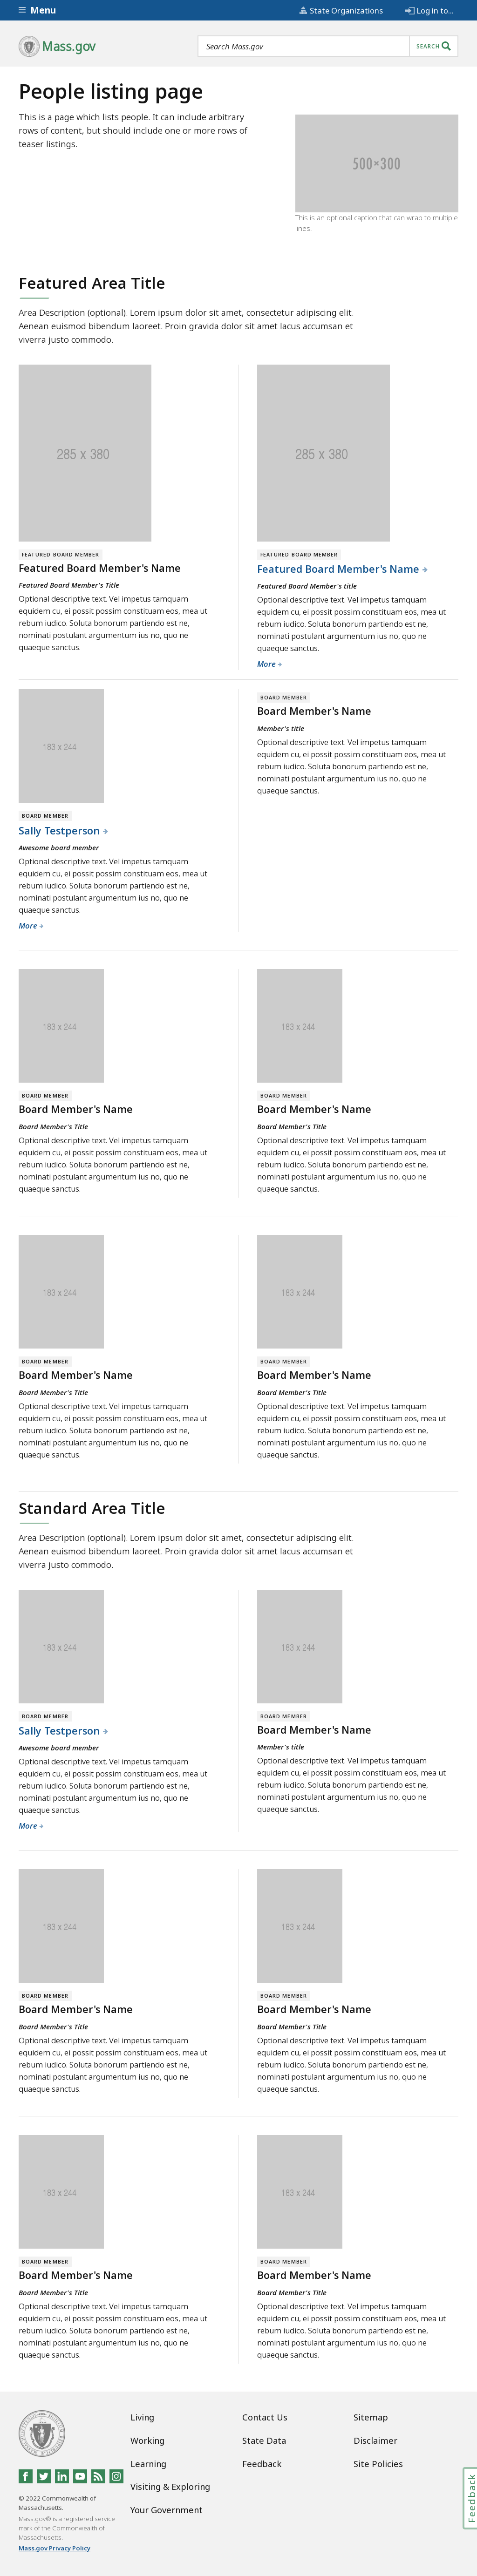 Menu
State Organizations
Log in to...
Mass.gov
Search Mass.gov
SEARCH
People listing page
This is a page which lists people. It can include arbitrary
rows of content, but should include one or more rows of
teaser listings.
500×300
This is an optional caption that can wrap to multiple
lines.
Featured Area Title
Area Description (optional). Lorem ipsum dolor sit amet, consectetur adipiscing elit.
Aenean euismod bibendum laoreet. Proin gravida dolor sit amet lacus accumsan et
viverra justo commodo.
285 x 380
FEATURED BOARD MEMBER
Featured Board Member's Name
Featured Board Member's Title
Optional descriptive text. Vel impetus tamquam
equidem cu, ei possit possim constituam eos, mea ut
rebum iudico. Soluta bonorum partiendo est ne,
nominati postulant argumentum ius no, quo ne
quaeque sanctus.
285 x 380
FEATURED BOARD MEMBER
Featured Board Member's Name
Featured Board Member's title
Optional descriptive text. Vel impetus tamquam
equidem cu, ei possit possim constituam eos, mea ut
rebum iudico. Soluta bonorum partiendo est ne,
nominati postulant argumentum ius no, quo ne
quaeque sanctus.
More
183 x 244
BOARD MEMBER
Sally Testperson
Awesome board member
Optional descriptive text. Vel impetus tamquam
equidem cu, ei possit possim constituam eos, mea ut
rebum iudico. Soluta bonorum partiendo est ne,
nominati postulant argumentum ius no, quo ne
quaeque sanctus.
More
BOARD MEMBER
Board Member's Name
Member's title
Optional descriptive text. Vel impetus tamquam
equidem cu, ei possit possim constituam eos, mea ut
rebum iudico. Soluta bonorum partiendo est ne,
nominati postulant argumentum ius no, quo ne
quaeque sanctus.
183 x 244
BOARD MEMBER
Board Member's Name
Board Member's Title
Optional descriptive text. Vel impetus tamquam
equidem cu, ei possit possim constituam eos, mea ut
rebum iudico. Soluta bonorum partiendo est ne,
nominati postulant argumentum ius no, quo ne
quaeque sanctus.
183 x 244
BOARD MEMBER
Board Member's Name
Board Member's Title
Optional descriptive text. Vel impetus tamquam
equidem cu, ei possit possim constituam eos, mea ut
rebum iudico. Soluta bonorum partiendo est ne,
nominati postulant argumentum ius no, quo ne
quaeque sanctus.
183 x 244
BOARD MEMBER
Board Member's Name
Board Member's Title
Optional descriptive text. Vel impetus tamquam
equidem cu, ei possit possim constituam eos, mea ut
rebum iudico. Soluta bonorum partiendo est ne,
nominati postulant argumentum ius no, quo ne
quaeque sanctus.
183 x 244
BOARD MEMBER
Board Member's Name
Board Member's Title
Optional descriptive text. Vel impetus tamquam
equidem cu, ei possit possim constituam eos, mea ut
rebum iudico. Soluta bonorum partiendo est ne,
nominati postulant argumentum ius no, quo ne
quaeque sanctus.
Standard Area Title
Area Description (optional). Lorem ipsum dolor sit amet, consectetur adipiscing elit.
Aenean euismod bibendum laoreet. Proin gravida dolor sit amet lacus accumsan et
viverra justo commodo.
183 x 244
BOARD MEMBER
Sally Testperson
Awesome board member
Optional descriptive text. Vel impetus tamquam
equidem cu, ei possit possim constituam eos, mea ut
rebum iudico. Soluta bonorum partiendo est ne,
nominati postulant argumentum ius no, quo ne
quaeque sanctus.
More
183 x 244
BOARD MEMBER
Board Member's Name
Member's title
Optional descriptive text. Vel impetus tamquam
equidem cu, ei possit possim constituam eos, mea ut
rebum iudico. Soluta bonorum partiendo est ne,
nominati postulant argumentum ius no, quo ne
quaeque sanctus.
183 x 244
BOARD MEMBER
Board Member's Name
Board Member's Title
Optional descriptive text. Vel impetus tamquam
equidem cu, ei possit possim constituam eos, mea ut
rebum iudico. Soluta bonorum partiendo est ne,
nominati postulant argumentum ius no, quo ne
quaeque sanctus.
183 x 244
BOARD MEMBER
Board Member's Name
Board Member's Title
Optional descriptive text. Vel impetus tamquam
equidem cu, ei possit possim constituam eos, mea ut
rebum iudico. Soluta bonorum partiendo est ne,
nominati postulant argumentum ius no, quo ne
quaeque sanctus.
183 x 244
BOARD MEMBER
Board Member's Name
Board Member's Title
Optional descriptive text. Vel impetus tamquam
equidem cu, ei possit possim constituam eos, mea ut
rebum iudico. Soluta bonorum partiendo est ne,
nominati postulant argumentum ius no, quo ne
quaeque sanctus.
183 x 244
BOARD MEMBER
Board Member's Name
Board Member's Title
Optional descriptive text. Vel impetus tamquam
equidem cu, ei possit possim constituam eos, mea ut
rebum iudico. Soluta bonorum partiendo est ne,
nominati postulant argumentum ius no, quo ne
quaeque sanctus.
Living
Working
Learning
Visiting & Exploring
Your Government
Contact Us
State Data
Feedback
Sitemap
Disclaimer
Site Policies
© 2022 Commonwealth of
Massachusetts.
Mass.gov® is a registered service
mark of the Commonwealth of
Massachusetts.
Mass.gov Privacy Policy
Feedback